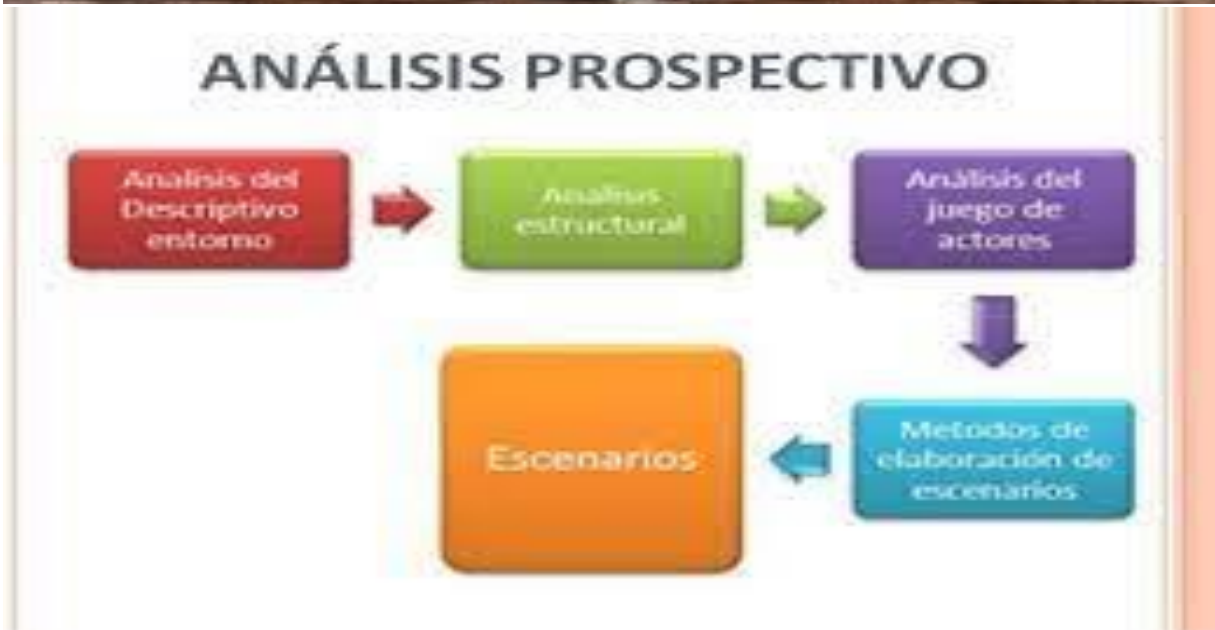 ANÁLISIS PROSPECTIVO
Analisis del
Descriptivo
entorno
Analisis
estructural
Análisis del
juego de
actores
Metodos de
elaboración de
escenarios
Escenarios